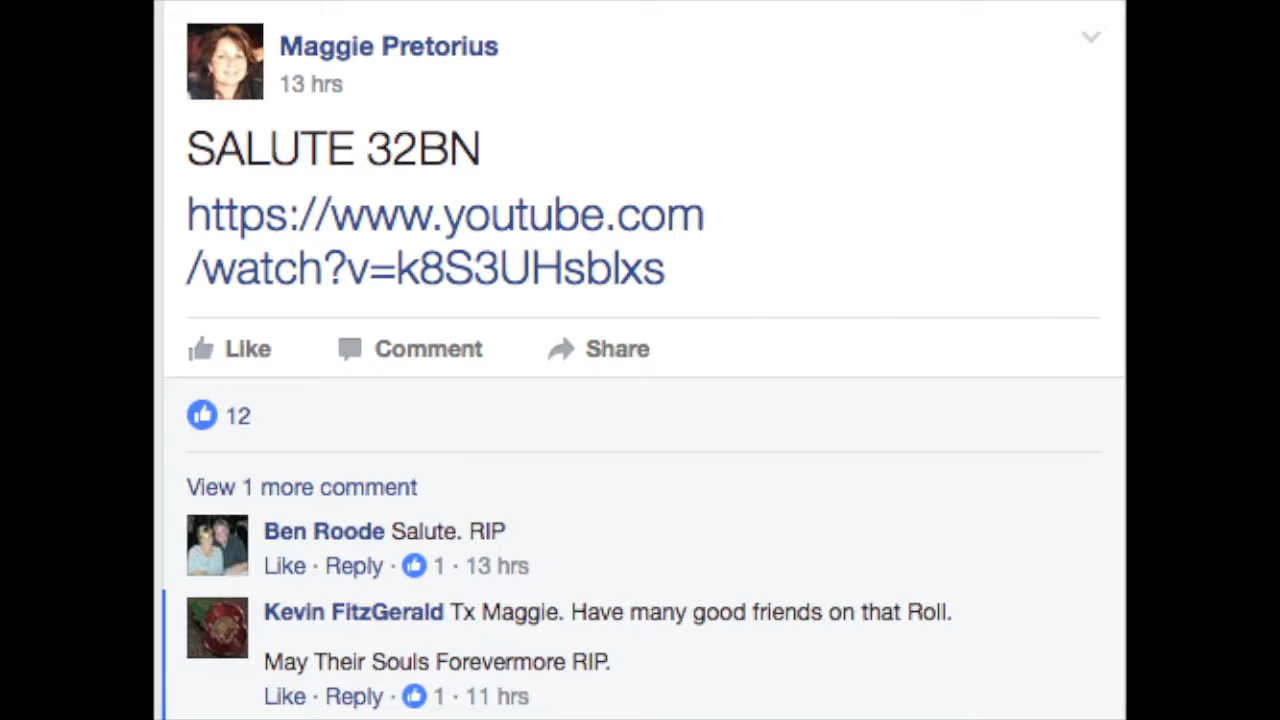 Maggie Pretorius
13 hrs
SALUTE 32BN
https://www.youtube.com
/watch?v=k8S3UHsblxs
Like Comment Share
12
View 1 more comment
Ben Roode Salute. RIP
Like · Reply · 1 · 13 hrs
Kevin FitzGerald Tx Maggie. Have many good friends on that Roll.
May Their Souls Forevermore RIP.
Like · Reply · 1 · 11 hrs